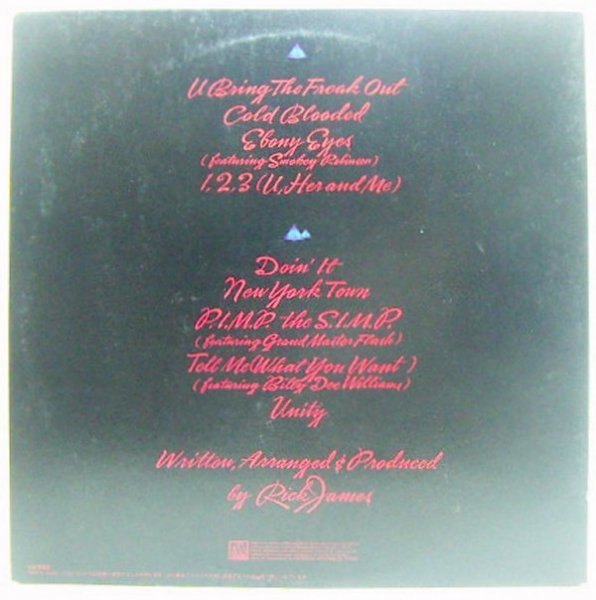 U Bring The Freak Out
Cold Blooded
Ebony Eyes
(featuring Smokey Robinson)
1, 2, 3 (U, Her and Me)
Doin' It
New York Town
P.I.M.P. the S.I.M.P.
(featuring Grand Master Flash)
Tell Me (What You Want)
(featuring Billy Dee Williams)
Unity
Written, Arranged & Produced
by Rick James